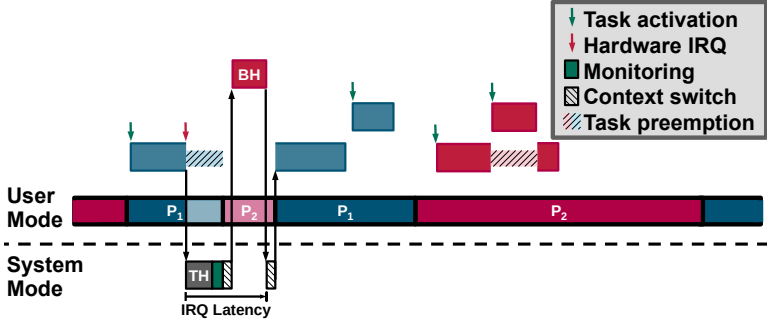 Task activation
Hardware IRQ
Monitoring
Context switch
Task preemption
BH
User
Mode
P1
P2
P1
P2
System
Mode
TH
IRQ Latency